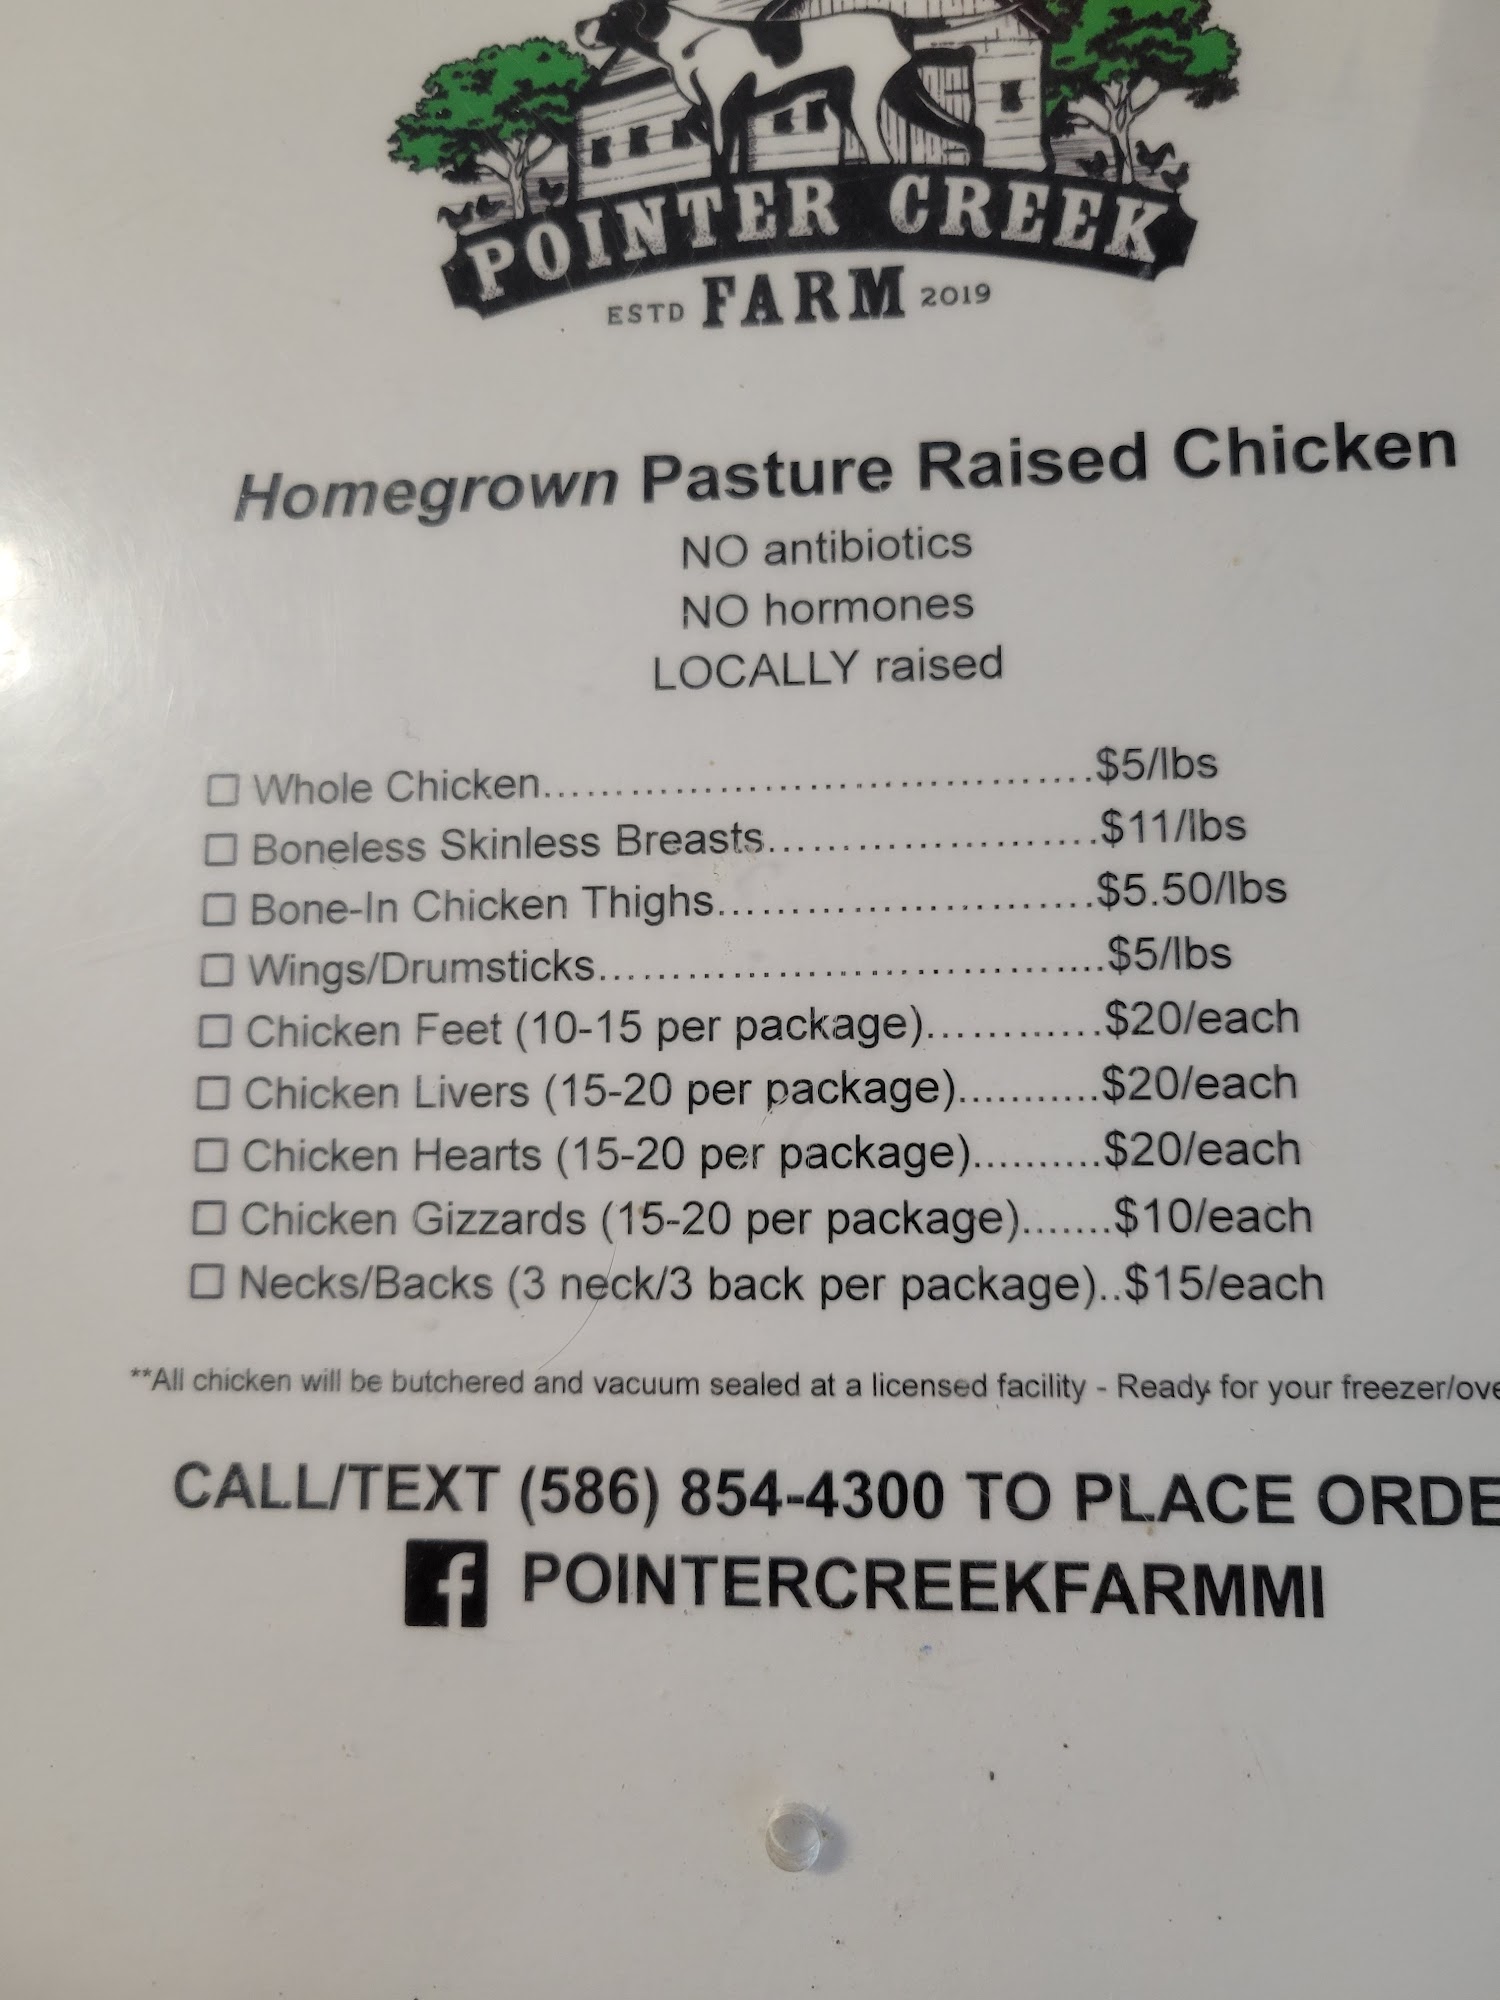 POINTER CREEK
ESTD FARM 2019
Homegrown Pasture Raised Chicken
NO antibiotics
NO hormones
LOCALLY raised
☐ Whole Chicken.....................................$5/lbs
☐ Boneless Skinless Breasts......................$11/lbs
☐ Bone-In Chicken Thighs.........................$5.50/lbs
☐ Wings/Drumsticks..................................$5/lbs
☐ Chicken Feet (10-15 per package)............$20/each
☐ Chicken Livers (15-20 per package)...........$20/each
☐ Chicken Hearts (15-20 per package)..........$20/each
☐ Chicken Gizzards (15-20 per package).......$10/each
☐ Necks/Backs (3 neck/3 back per package)..$15/each
**All chicken will be butchered and vacuum sealed at a licensed facility - Ready for your freezer/ove
CALL/TEXT (586) 854-4300 TO PLACE ORDE
f POINTERCREEKFARMMI